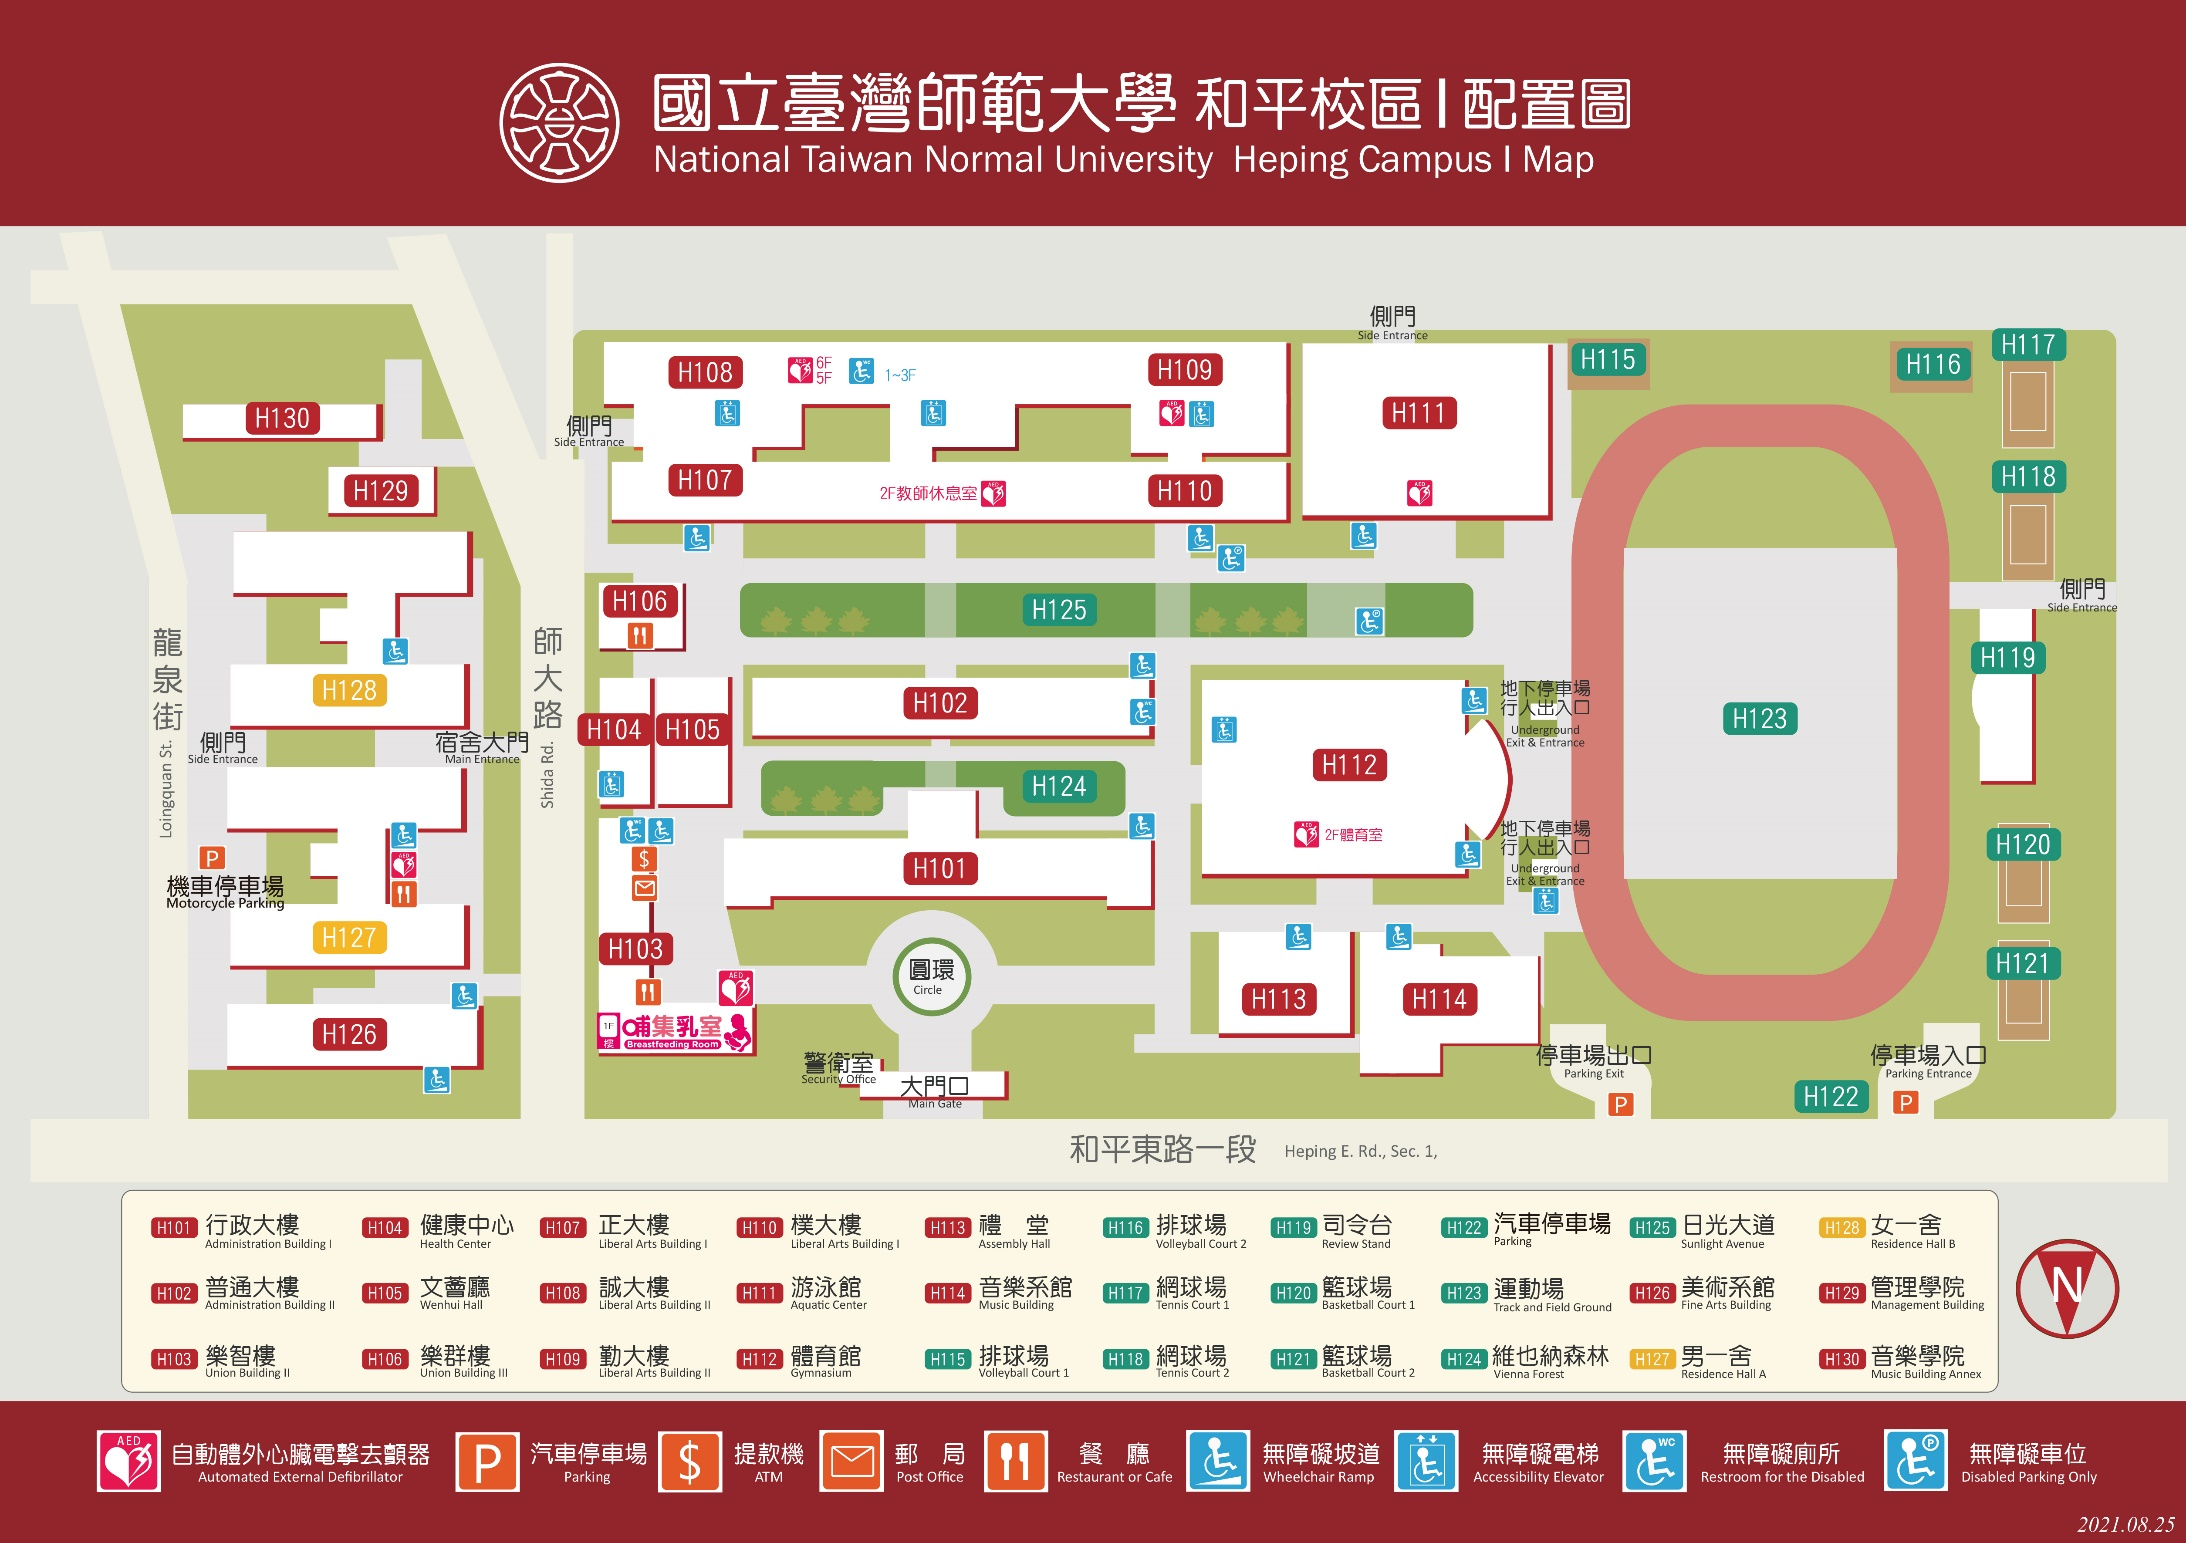 國立臺灣師範大學 和平校區I配置圖
National Taiwan Normal University Heping Campus I Map
側門
Side Entrance
H115
H116
H117
H108
AED
6F
5F
WC
1~3F
H109
H111
H130
側門
Side Entrance
AED
H129
H107
2F教師休息室
AED
H110
AED
H118
P
側門
Side Entrance
H106
H125
P
龍泉街
Loingquan St.
師大路
Shida Rd.
H128
H119
地下停車場
行人出入口
Underground
Exit & Entrance
H102
WC
H104
H105
H123
側門
Side Entrance
宿舍大門
Main Entrance
H112
H124
AED
2F體育室
地下停車場
行人出入口
Underground
Exit & Entrance
WC
$
H120
P
機車停車場
Motorcycle Parking
AED
H101
H127
H103
圓環
Circle
AED
H121
H113
H114
H126
1F
樓
哺集乳室
Breastfeeding Room
警衛室
Security Office
大門口
Main Gate
停車場出口
Parking Exit
P
停車場入口
Parking Entrance
P
H122
和平東路一段 Heping E. Rd., Sec. 1,
H101 行政大樓
Administration Building I
H104 健康中心
Health Center
H107 正大樓
Liberal Arts Building I
H110 樸大樓
Liberal Arts Building I
H113 禮 堂
Assembly Hall
H116 排球場
Volleyball Court 2
H119 司令台
Review Stand
H122 汽車停車場
Parking
H125 日光大道
Sunlight Avenue
H128 女一舍
Residence Hall B
H102 普通大樓
Administration Building II
H105 文薈廳
Wenhui Hall
H108 誠大樓
Liberal Arts Building II
H111 游泳館
Aquatic Center
H114 音樂系館
Music Building
H117 網球場
Tennis Court 1
H120 籃球場
Basketball Court 1
H123 運動場
Track and Field Ground
H126 美術系館
Fine Arts Building
H129 管理學院
Management Building
H103 樂智樓
Union Building II
H106 樂群樓
Union Building III
H109 勤大樓
Liberal Arts Building II
H112 體育館
Gymnasium
H115 排球場
Volleyball Court 1
H118 網球場
Tennis Court 2
H121 籃球場
Basketball Court 2
H124 維也納森林
Vienna Forest
H127 男一舍
Residence Hall A
H130 音樂學院
Music Building Annex
N
AED
自動體外心臟電擊去顫器
Automated External Defibrillator
P
汽車停車場
Parking
$
提款機
ATM
郵 局
Post Office
餐 廳
Restaurant or Cafe
無障礙坡道
Wheelchair Ramp
無障礙電梯
Accessibility Elevator
WC
無障礙廁所
Restroom for the Disabled
P
無障礙車位
Disabled Parking Only
2021.08.25